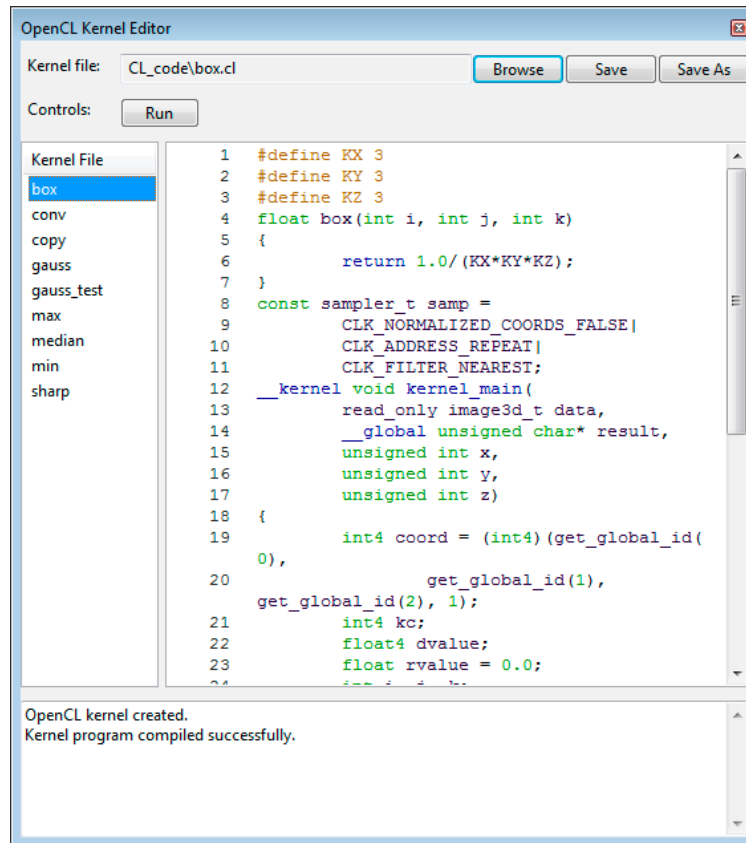 OpenCL Kernel Editor
Kernel file: CL_code\box.cl Browse Save Save As
Controls: Run
Kernel File
box
conv
copy
gauss
gauss_test
max
median
min
sharp
1 #define KX 3
2 #define KY 3
3 #define KZ 3
4 float box(int i, int j, int k)
5 {
6 return 1.0/(KX*KY*KZ);
7 }
8 const sampler_t samp =
9 CLK_NORMALIZED_COORDS_FALSE|
10 CLK_ADDRESS_REPEAT|
11 CLK_FILTER_NEAREST;
12 __kernel void kernel_main(
13 read_only image3d_t data,
14 __global unsigned char* result,
15 unsigned int x,
16 unsigned int y,
17 unsigned int z)
18 {
19 int4 coord = (int4)(get_global_id(
0),
20 get_global_id(1),
get_global_id(2), 1);
21 int4 kc;
22 float4 dvalue;
23 float rvalue = 0.0;
OpenCL kernel created.
Kernel program compiled successfully.